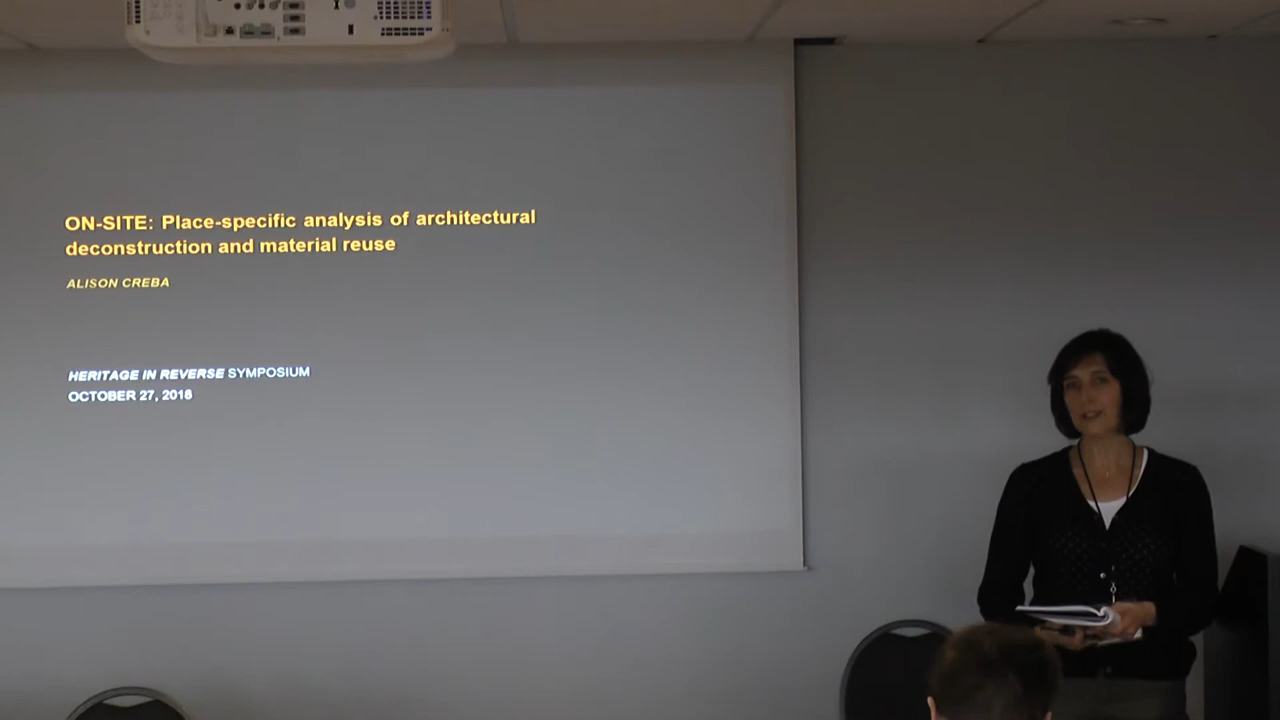 ON-SITE: Place-specific analysis of architectural
deconstruction and material reuse
ALISON CREBA
HERITAGE IN REVERSE SYMPOSIUM
OCTOBER 27, 2018